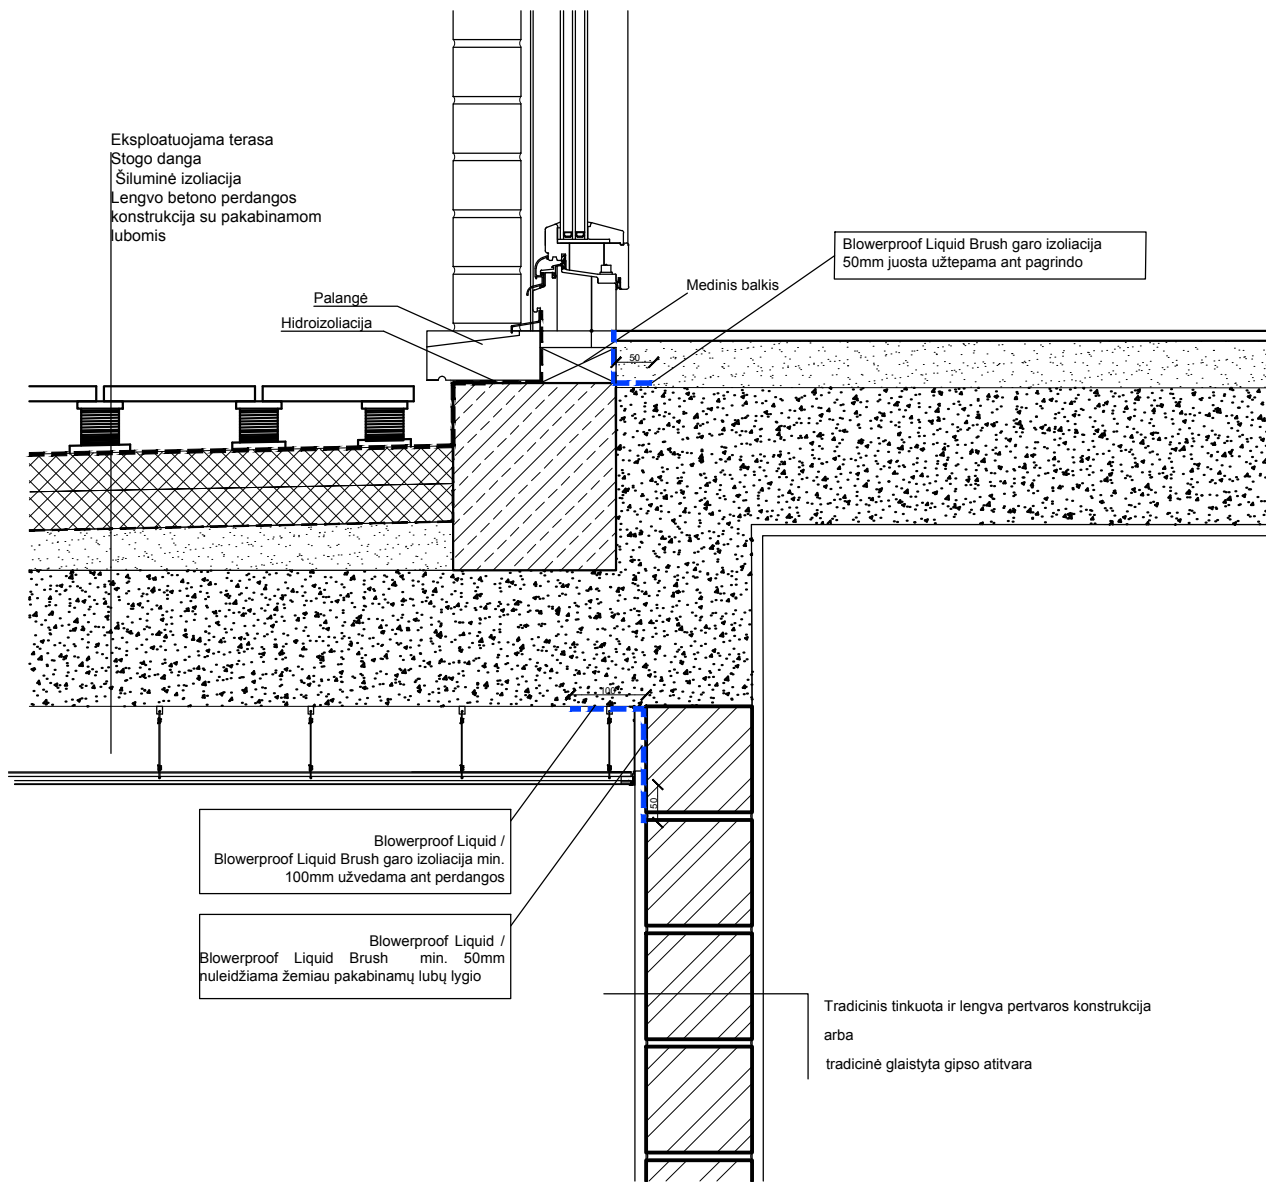 Eksploatuojama terasa
Stogo danga
Šiluminė izoliacija
Lengvo betono perdangos
konstrukcija su pakabinamom
lubomis
Blowerproof Liquid Brush garo izoliacija
50mm juosta užtepama ant pagrindo
Medinis balkis
Palangė
Hidroizoliacija
50
100
50
Blowerproof Liquid /
Blowerproof Liquid Brush garo izoliacija min.
100mm užvedama ant perdangos
Blowerproof Liquid /
Blowerproof Liquid Brush min. 50mm
nuleidžiama žemiau pakabinamų lubų lygio
Tradicinis tinkuota ir lengva pertvaros konstrukcija
arba
tradicinė glaistyta gipso atitvara